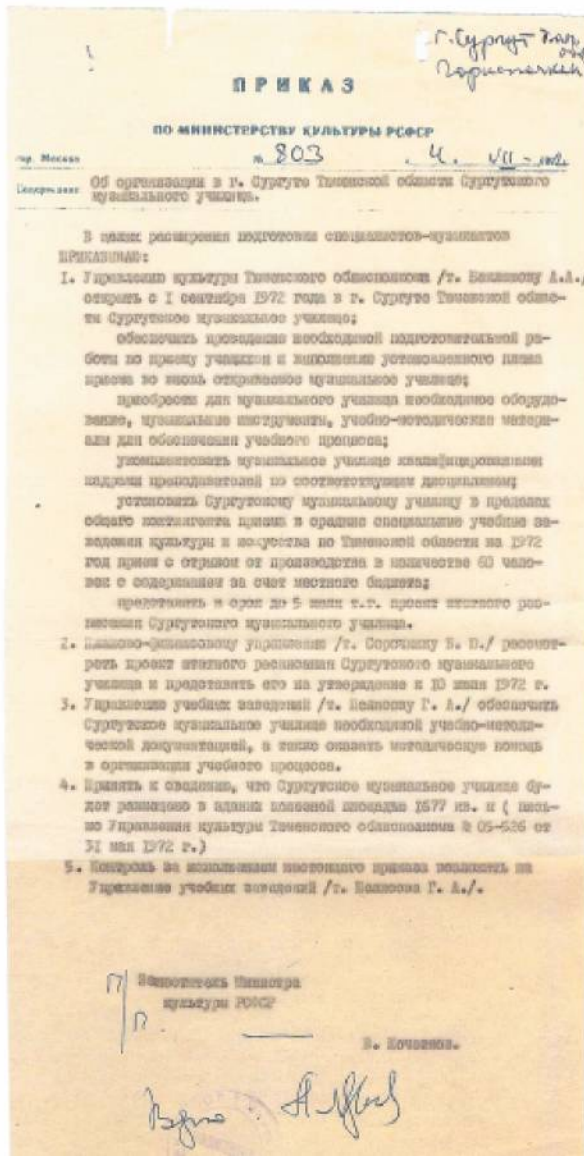 г. Сургут
ПРИКАЗ
ПО МИНИСТЕРСТВУ КУЛЬТУРЫ РСФСР
гор. Москва № 803 . 4. VII -
Содержание Об организации в г. Сургуте Тюменской области Сургутского
музыкального училища.
В целях расширения подготовки специалистов-музыкантов
ПРИКАЗЫВАЮ:
1. Управлению культуры Тюменского облисполкома /т.  А.А./
открыть с I сентября 1972 года в г. Сургуте Тюменской облас-
ти Сургутское музыкальное училище;
обеспечить проведение необходимой подготовительной ра-
боты по приему учащихся и выполнение установленного плана
приема во вновь открываемое музыкальное училище;
приобрести для музыкального училища необходимое оборудо-
вание, музыкальные инструменты, учебно-методические матери-
алы для обеспечения учебного процесса;
укомплектовать музыкальное училище квалифицированными
кадрами преподавателей по соответствующим дисциплинам;
установить Сургутскому музыкальному училищу в пределах
общего контингента приема в средние специальные учебные за-
ведения культуры и искусства по Тюменской области на 1972
год прием с отрывом от производства в количестве 60 чело-
век с содержанием за счет местного бюджета;
представить в срок до 5 июля т.г. проект штатного рас-
писания Сургутского музыкального училища.
2. Планово-финансовому управлению /т. Сорочкину Б. П./ рассмот-
реть проект штатного расписания Сургутского музыкального
училища и представить его на утверждение к 10 июля 1972 г.
3. Управлению учебных заведений /т. Г. А./ обеспечить
Сургутское музыкальное училище необходимой учебно-методи-
ческой документацией, а также оказать методическую помощь
в организации учебного процесса.
4. Принять к сведению, что Сургутское музыкальное училище бу-
дет размещено в здании полезной площадью 1677 кв. м ( пись-
мо Управления культуры Тюменского облисполкома № 05-526 от
31 мая 1972 г.)
5. Контроль за исполнением настоящего приказа возложить на
Управление учебных заведений /т. Г. А./.
П/П. Заместитель Министра
культуры РСФСР
В. Кочетков.
Верно